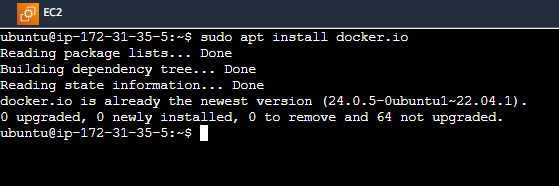 EC2
ubuntu@ip-172-31-35-5:~$ sudo apt install docker.io
Reading package lists... Done
Building dependency tree... Done
Reading state information... Done
docker.io is already the newest version (24.0.5-0ubuntu1~22.04.1).
0 upgraded, 0 newly installed, 0 to remove and 64 not upgraded.
ubuntu@ip-172-31-35-5:~$